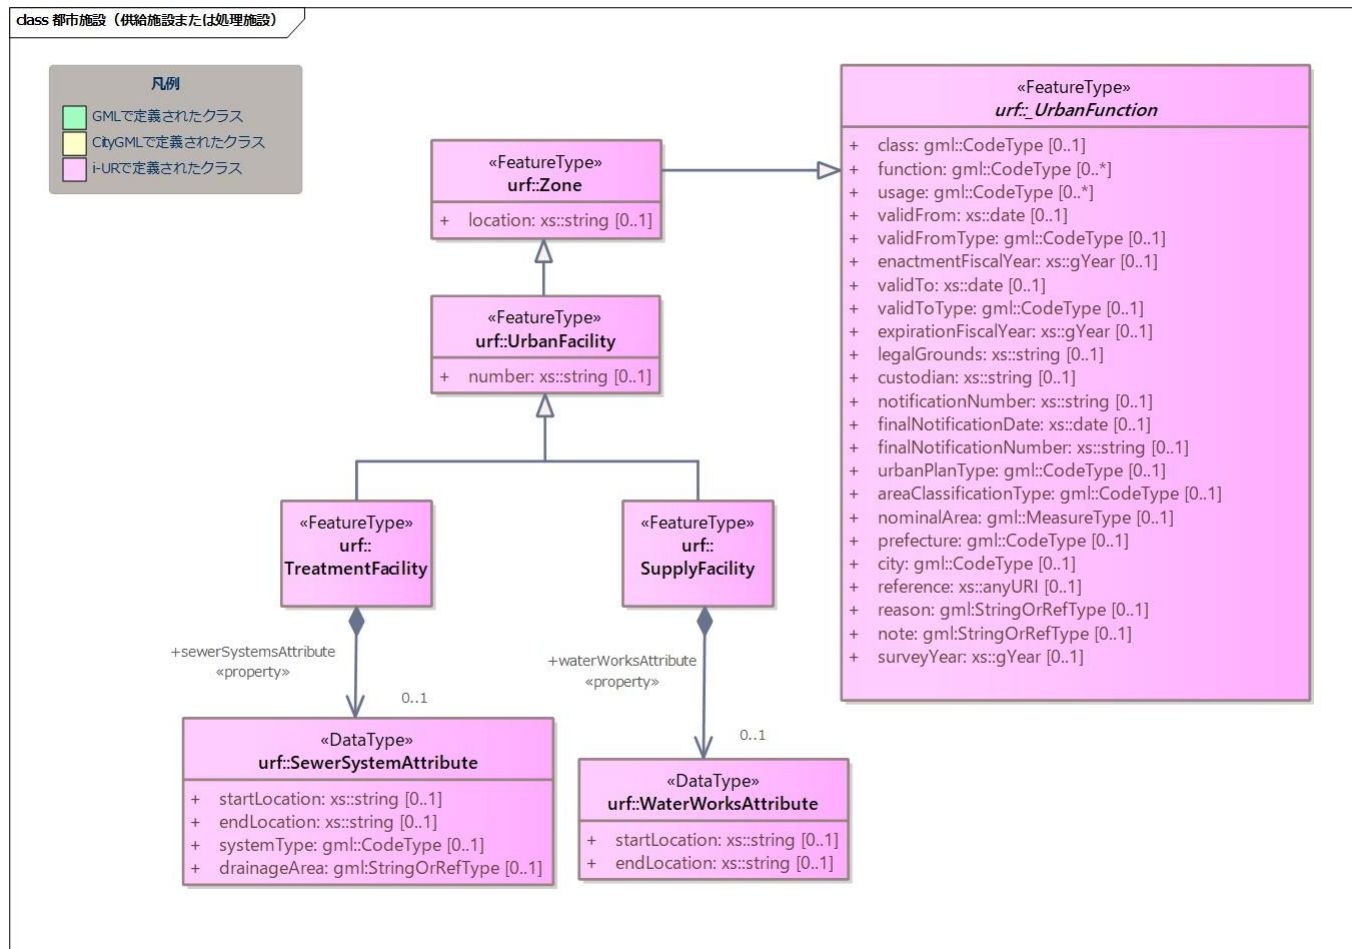 class 都市施設（供給施設または処理施設）
凡例
GMLで定義されたクラス
CityGMLで定義されたクラス
i-URで定義されたクラス
«FeatureType»
urf::_UrbanFunction
+ class: gml::CodeType [0..1]
+ function: gml::CodeType [0..*]
+ usage: gml::CodeType [0..*]
+ validFrom: xs::date [0..1]
+ validFromType: gml::CodeType [0..1]
+ enactmentFiscalYear: xs::gYear [0..1]
+ validTo: xs::date [0..1]
+ validToType: gml::CodeType [0..1]
+ expirationFiscalYear: xs::gYear [0..1]
+ legalGrounds: xs::string [0..1]
+ custodian: xs::string [0..1]
+ notificationNumber: xs::string [0..1]
+ finalNotificationDate: xs::date [0..1]
+ finalNotificationNumber: xs::string [0..1]
+ urbanPlanType: gml::CodeType [0..1]
+ areaClassificationType: gml::CodeType [0..1]
+ nominalArea: gml::MeasureType [0..1]
+ prefecture: gml::CodeType [0..1]
+ city: gml::CodeType [0..1]
+ reference: xs::anyURI [0..1]
+ reason: gml:StringOrRefType [0..1]
+ note: gml:StringOrRefType [0..1]
+ surveyYear: xs::gYear [0..1]
«FeatureType»
urf::Zone
+ location: xs::string [0..1]
«FeatureType»
urf::UrbanFacility
+ number: xs::string [0..1]
«FeatureType»
urf::
TreatmentFacility
«FeatureType»
urf::
SupplyFacility
+sewerSystemsAttribute
«property»
0..1
+waterWorksAttribute
«property»
0..1
«DataType»
urf::SewerSystemAttribute
+ startLocation: xs::string [0..1]
+ endLocation: xs::string [0..1]
+ systemType: gml::CodeType [0..1]
+ drainageArea: gml:StringOrRefType [0..1]
«DataType»
urf::WaterWorksAttribute
+ startLocation: xs::string [0..1]
+ endLocation: xs::string [0..1]